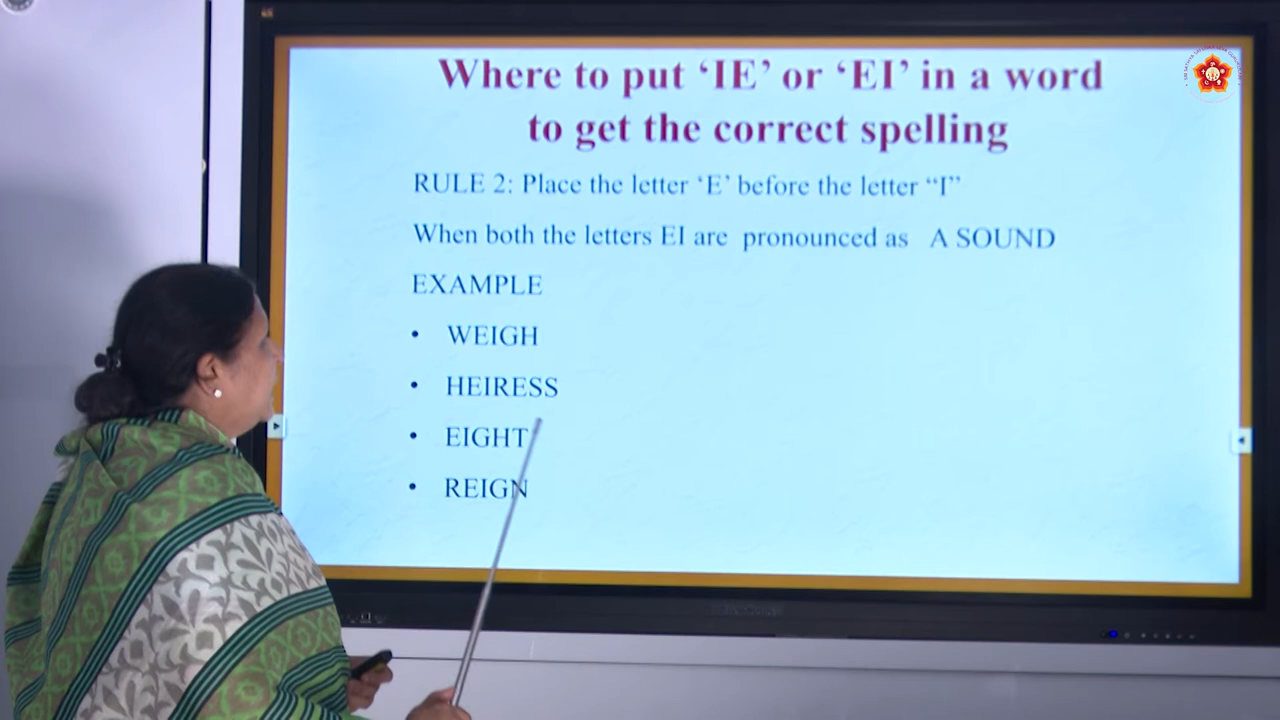 Where to put ‘IE’ or ‘EI’ in a word
to get the correct spelling
RULE 2: Place the letter ‘E’ before the letter “I”
When both the letters EI are pronounced as A SOUND
EXAMPLE
• WEIGH
• HEIRESS
• EIGHT
• REIGN